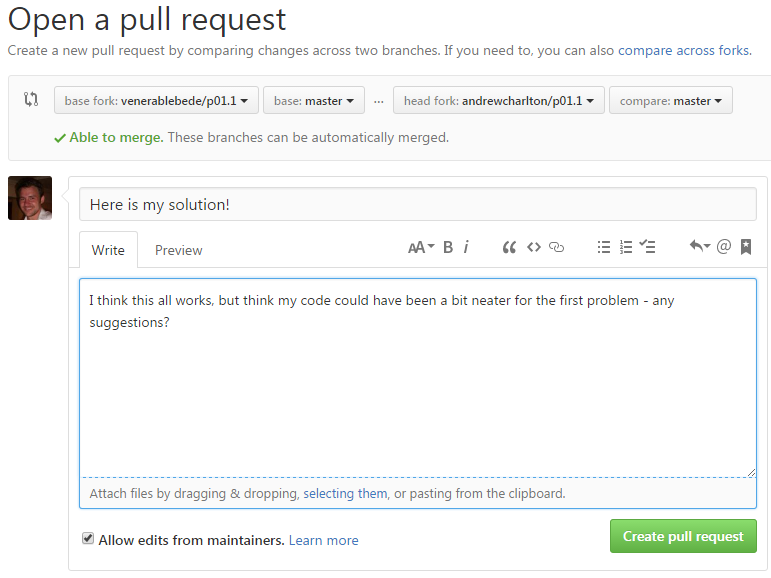 Open a pull request
Create a new pull request by comparing changes across two branches. If you need to, you can also compare across forks.
base fork: venerablebede/p01.1 base: master ... head fork: andrewcharlton/p01.1 compare: master
Able to merge. These branches can be automatically merged.
Here is my solution!
Write Preview AA B i “ <> @
I think this all works, but think my code could have been a bit neater for the first problem - any
suggestions?
Attach files by dragging & dropping, selecting them, or pasting from the clipboard.
Allow edits from maintainers. Learn more
Create pull request